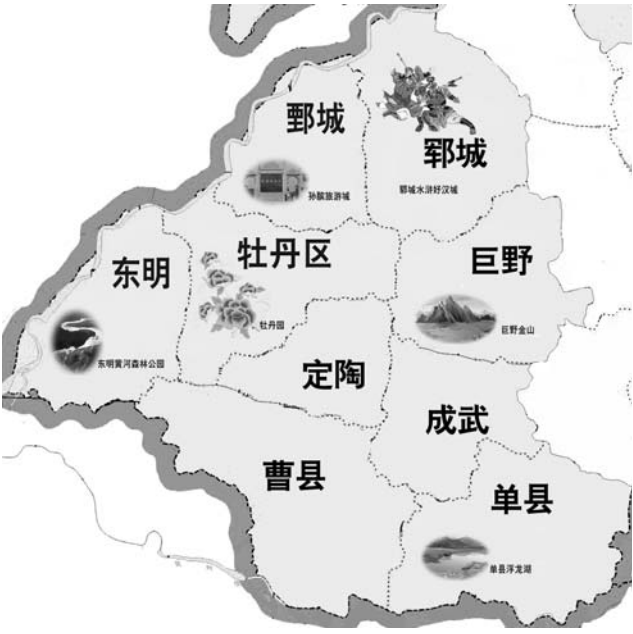 鄄城
郓城
孙膑旅游城
郓城水浒好汉城
牡丹区
巨野
东明
牡丹园
巨野金山
东明黄河森林公园
定陶
成武
曹县
单县
单县浮龙湖